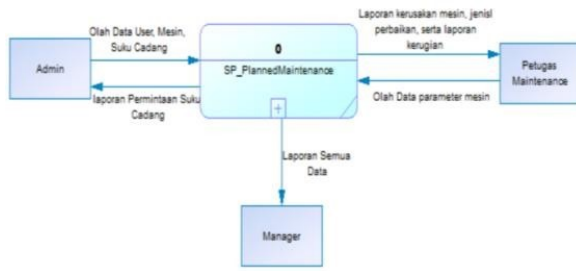 Olah Data User, Mesin,
Suku Cadang
Admin
laporan Permintaan Suku
Cadang
0
SP_PlannedMaintenance
+
Laporan kerusakan mesin, jenisl
perbaikan, serta laporan
kerugian
Petugas
Maintenance
Olah Data parameter mesin
Laporan Semua
Data
Manager